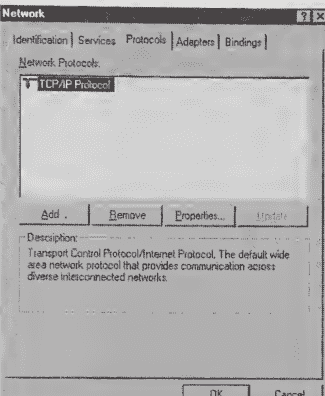 Network
Identification Services Protocols Adapters Bindings
Network Protocols:
TCP/IP Protocol
Add... Remove Properties... Update
Description:
Transport Control Protocol/Internet Protocol. The default wide
area network protocol that provides communication across
diverse interconnected networks.
OK Cancel